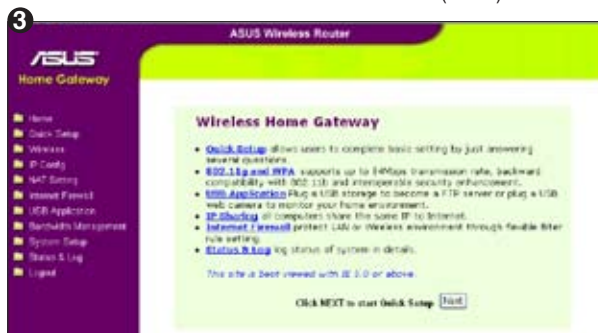 3
ASUS Wireless Router
ASUS
Home Gateway
Home
Quick Setup
Wireless
IP Config
NAT Setting
Internet Firewall
USB Application
Bandwidth Management
System Setup
Status & Log
Logout
Wireless Home Gateway
Quick Setup allows users to complete basic setting by just answering
several questions.
802.11g and WPA supports up to 54Mbps transmission rate, backward
compatibility with 802.11b and interoperable security enhancement.
USB Application Plug a USB storage to become a FTP server or plug a USB
web camera to monitor your home environment.
IP Sharing all computers share the same IP to Internet.
Internet Firewall protect LAN or Wireless environment through flexible filter
rule setting.
Status & Log log status of system in details.
This site is best viewed with IE 5.0 or above.
Click NEXT to start Quick Setup Next